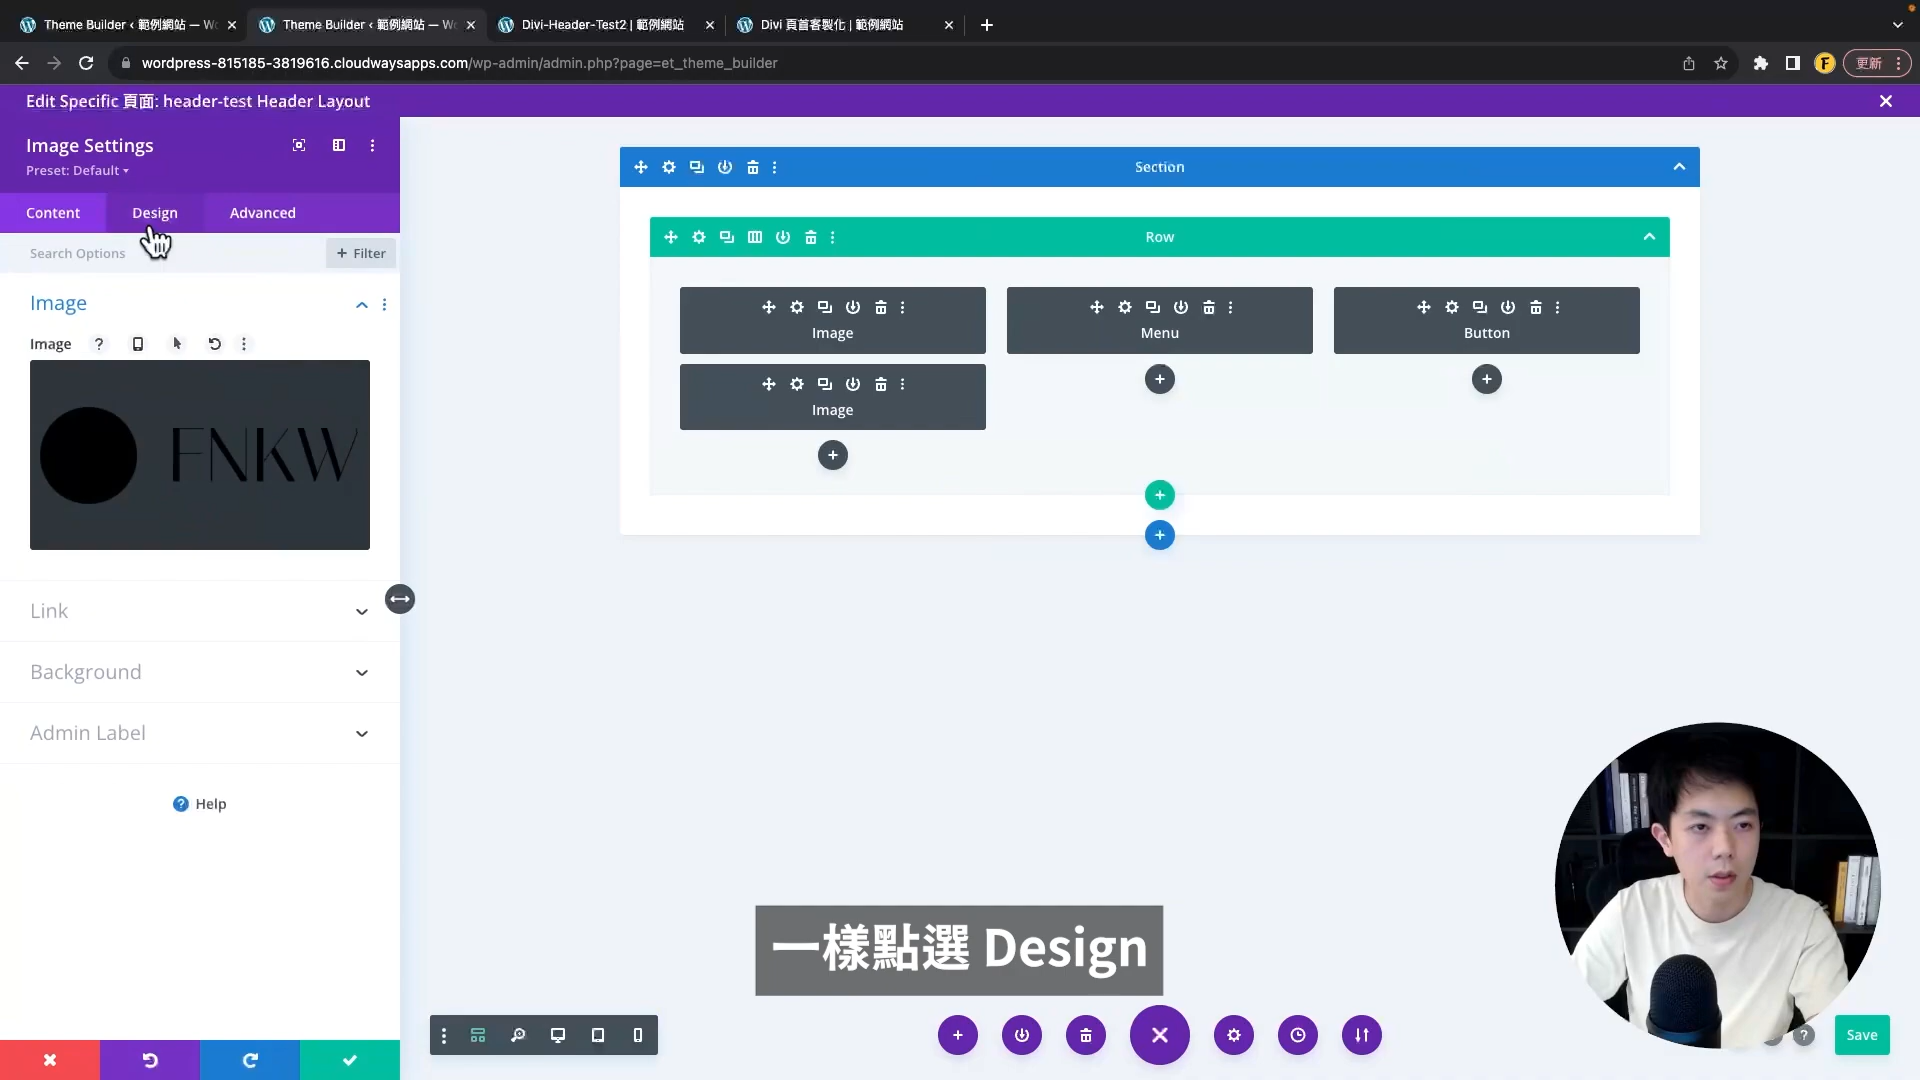 Theme Builder ‹ 範例網站 — Wo
Theme Builder ‹ 範例網站 — Wo
Divi-Header-Test2 | 範例網站
Divi 頁首客製化 | 範例網站
wordpress-815185-3819616.cloudwaysapps.com/wp-admin/admin.php?page=et_theme_builder
F
更新
Edit Specific 頁面: header-test Header Layout
Image Settings
Preset: Default
Content
Design
Advanced
Search Options
+ Filter
Image
Image
?
FNKW
Link
Background
Admin Label
? Help
Section
Row
Image
Menu
Button
Image
一樣點選 Design
?
Save